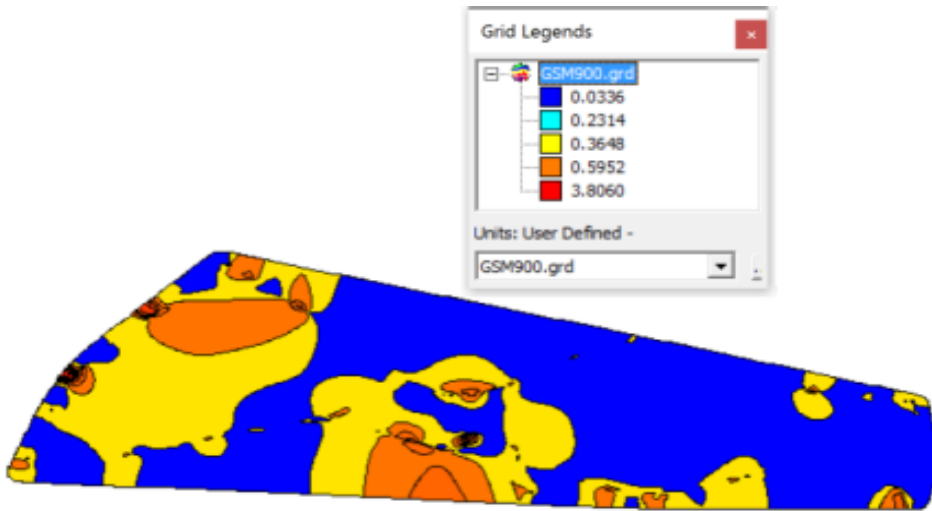 Grid Legends
GSM900.grd
0.0336
0.2314
0.3648
0.5952
3.8060
Units: User Defined -
GSM900.grd